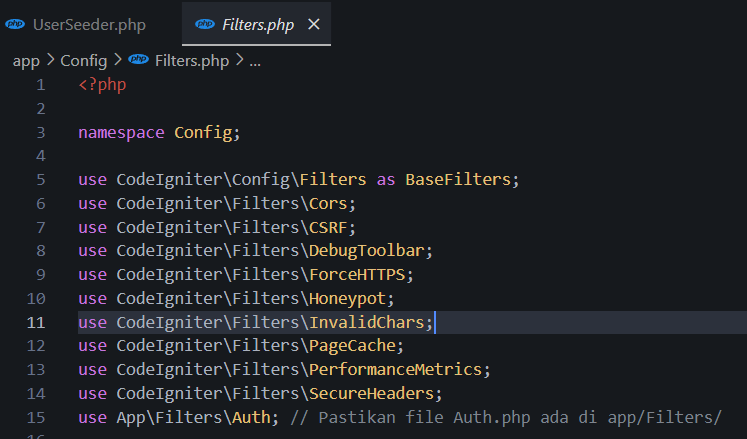 php UserSeeder.php php Filters.php ×
app > Config > php Filters.php > ...
1 <?php
2
3 namespace Config;
4
5 use CodeIgniter\Config\Filters as BaseFilters;
6 use CodeIgniter\Filters\Cors;
7 use CodeIgniter\Filters\CSRF;
8 use CodeIgniter\Filters\DebugToolbar;
9 use CodeIgniter\Filters\ForceHTTPS;
10 use CodeIgniter\Filters\Honeypot;
11 use CodeIgniter\Filters\InvalidChars;
12 use CodeIgniter\Filters\PageCache;
13 use CodeIgniter\Filters\PerformanceMetrics;
14 use CodeIgniter\Filters\SecureHeaders;
15 use App\Filters\Auth; // Pastikan file Auth.php ada di app/Filters/
16